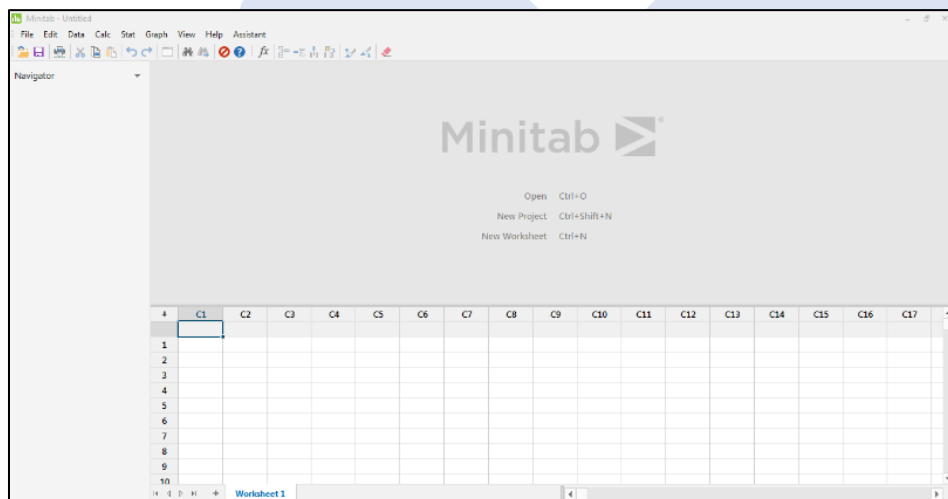 Minitab - Untitled
File Edit Data Calc Stat Graph View Help Assistant
fx
Navigator
Minitab
Open Ctrl+O
New Project Ctrl+Shift+N
New Worksheet Ctrl+N
C1 C2 C3 C4 C5 C6 C7 C8 C9 C10 C11 C12 C13 C14 C15 C16 C17
1
2
3
4
5
6
7
8
9
10
Worksheet 1